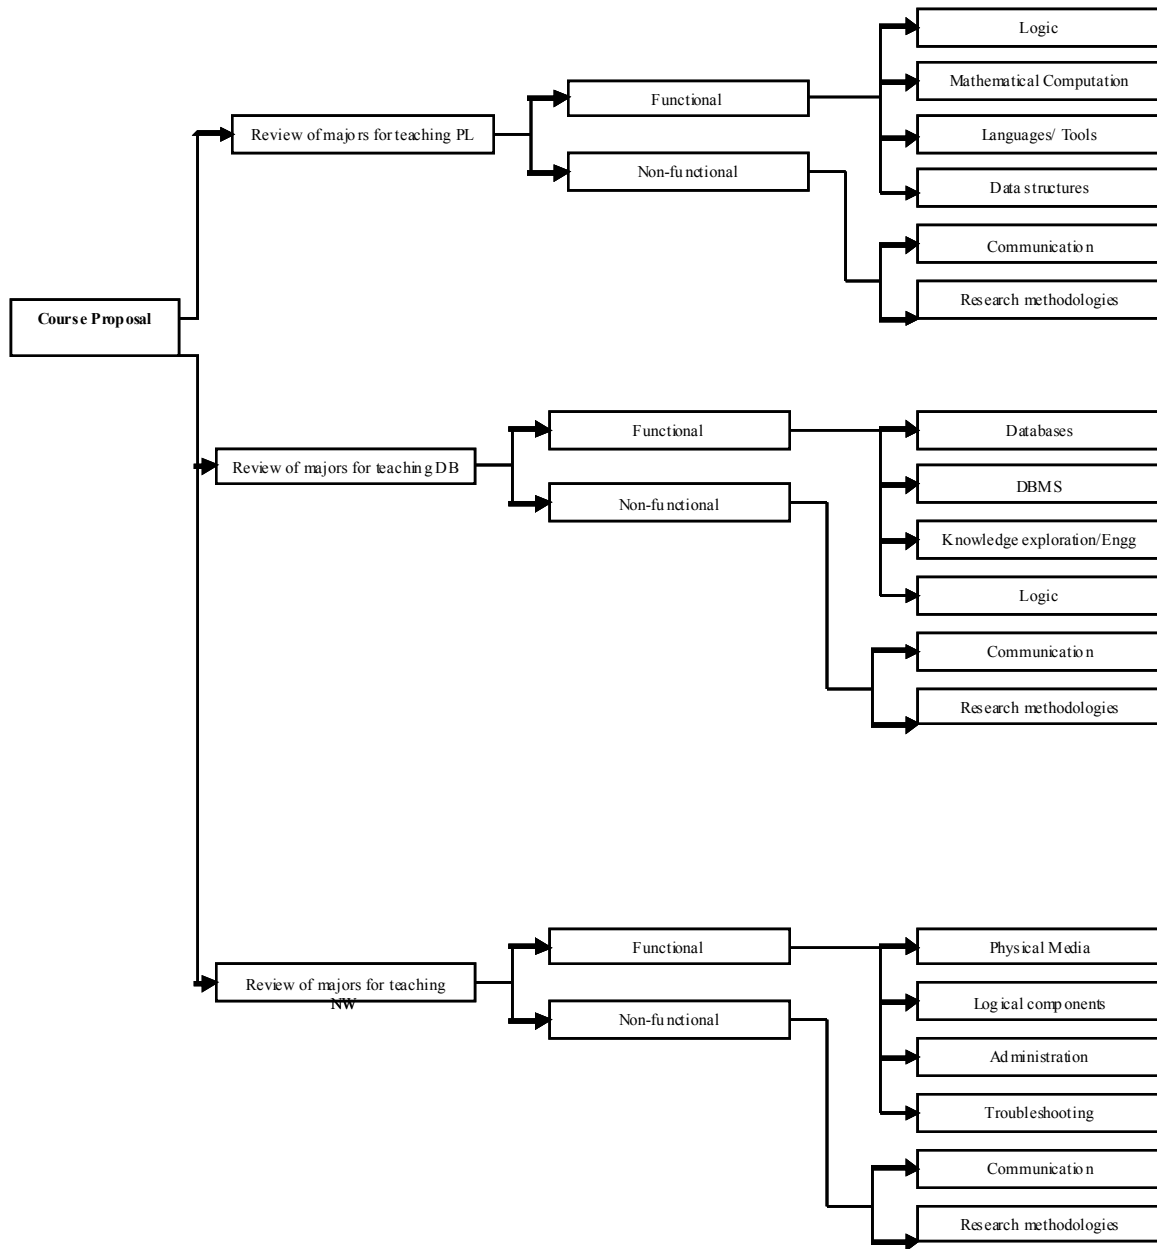 Logic
Mathematical Computation
Functional
Review of majors for teaching PL
Languages/ Tools
Non-functional
Data structures
Communication
Research methodologies
Course Proposal
Functional
Databases
Review of majors for teaching DB
DBMS
Non-functional
Knowledge exploration/Engg
Logic
Communication
Research methodologies
Functional
Physical Media
Review of majors for teaching
NW
Logical components
Non-functional
Administration
Troubleshooting
Communication
Research methodologies